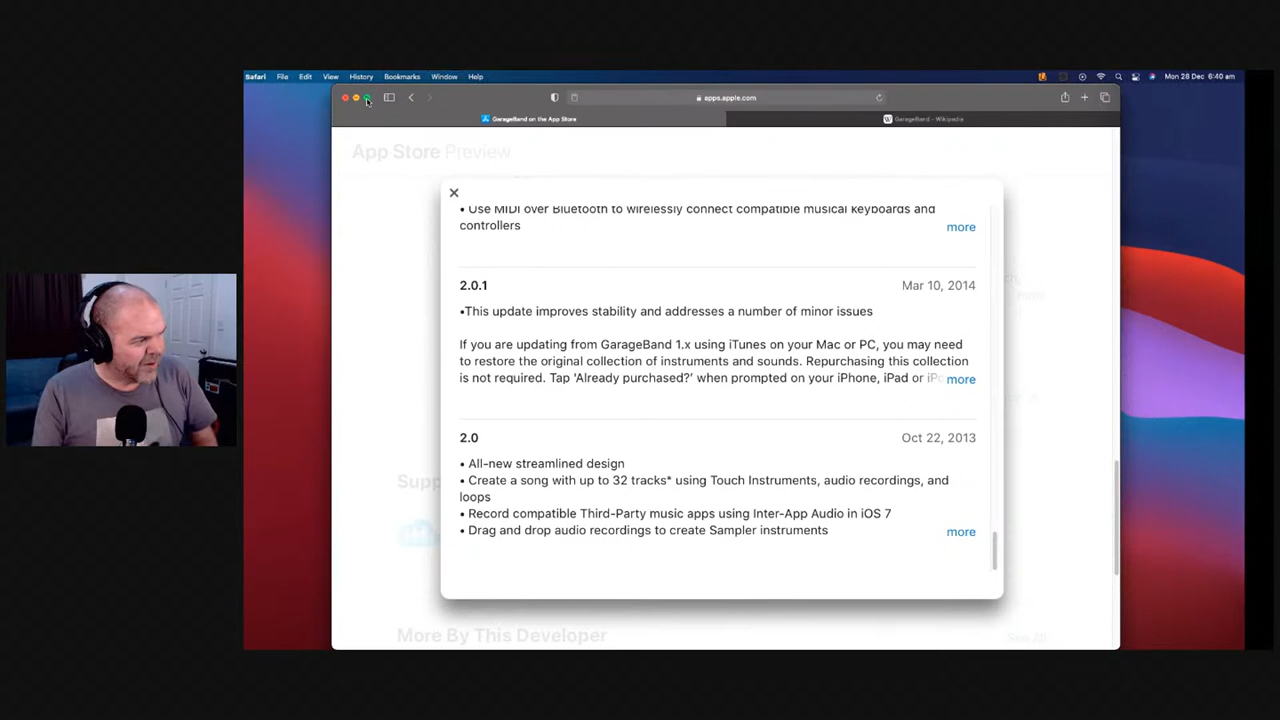 Safari File Edit View History Bookmarks Window Help Mon 28 Dec 6:40 am
apps.apple.com
GarageBand on the App Store GarageBand - Wikipedia
App Store Preview
• Use MIDI over Bluetooth to wirelessly connect compatible musical keyboards and
controllers more
2.0.1 Mar 10, 2014
•This update improves stability and addresses a number of minor issues
If you are updating from GarageBand 1.x using iTunes on your Mac or PC, you may need
to restore the original collection of instruments and sounds. Repurchasing this collection
is not required. Tap 'Already purchased?' when prompted on your iPhone, iPad or iPo more
2.0 Oct 22, 2013
• All-new streamlined design
• Create a song with up to 32 tracks* using Touch Instruments, audio recordings, and
loops
• Record compatible Third-Party music apps using Inter-App Audio in iOS 7
• Drag and drop audio recordings to create Sampler instruments more
Supp
More By This Developer See All